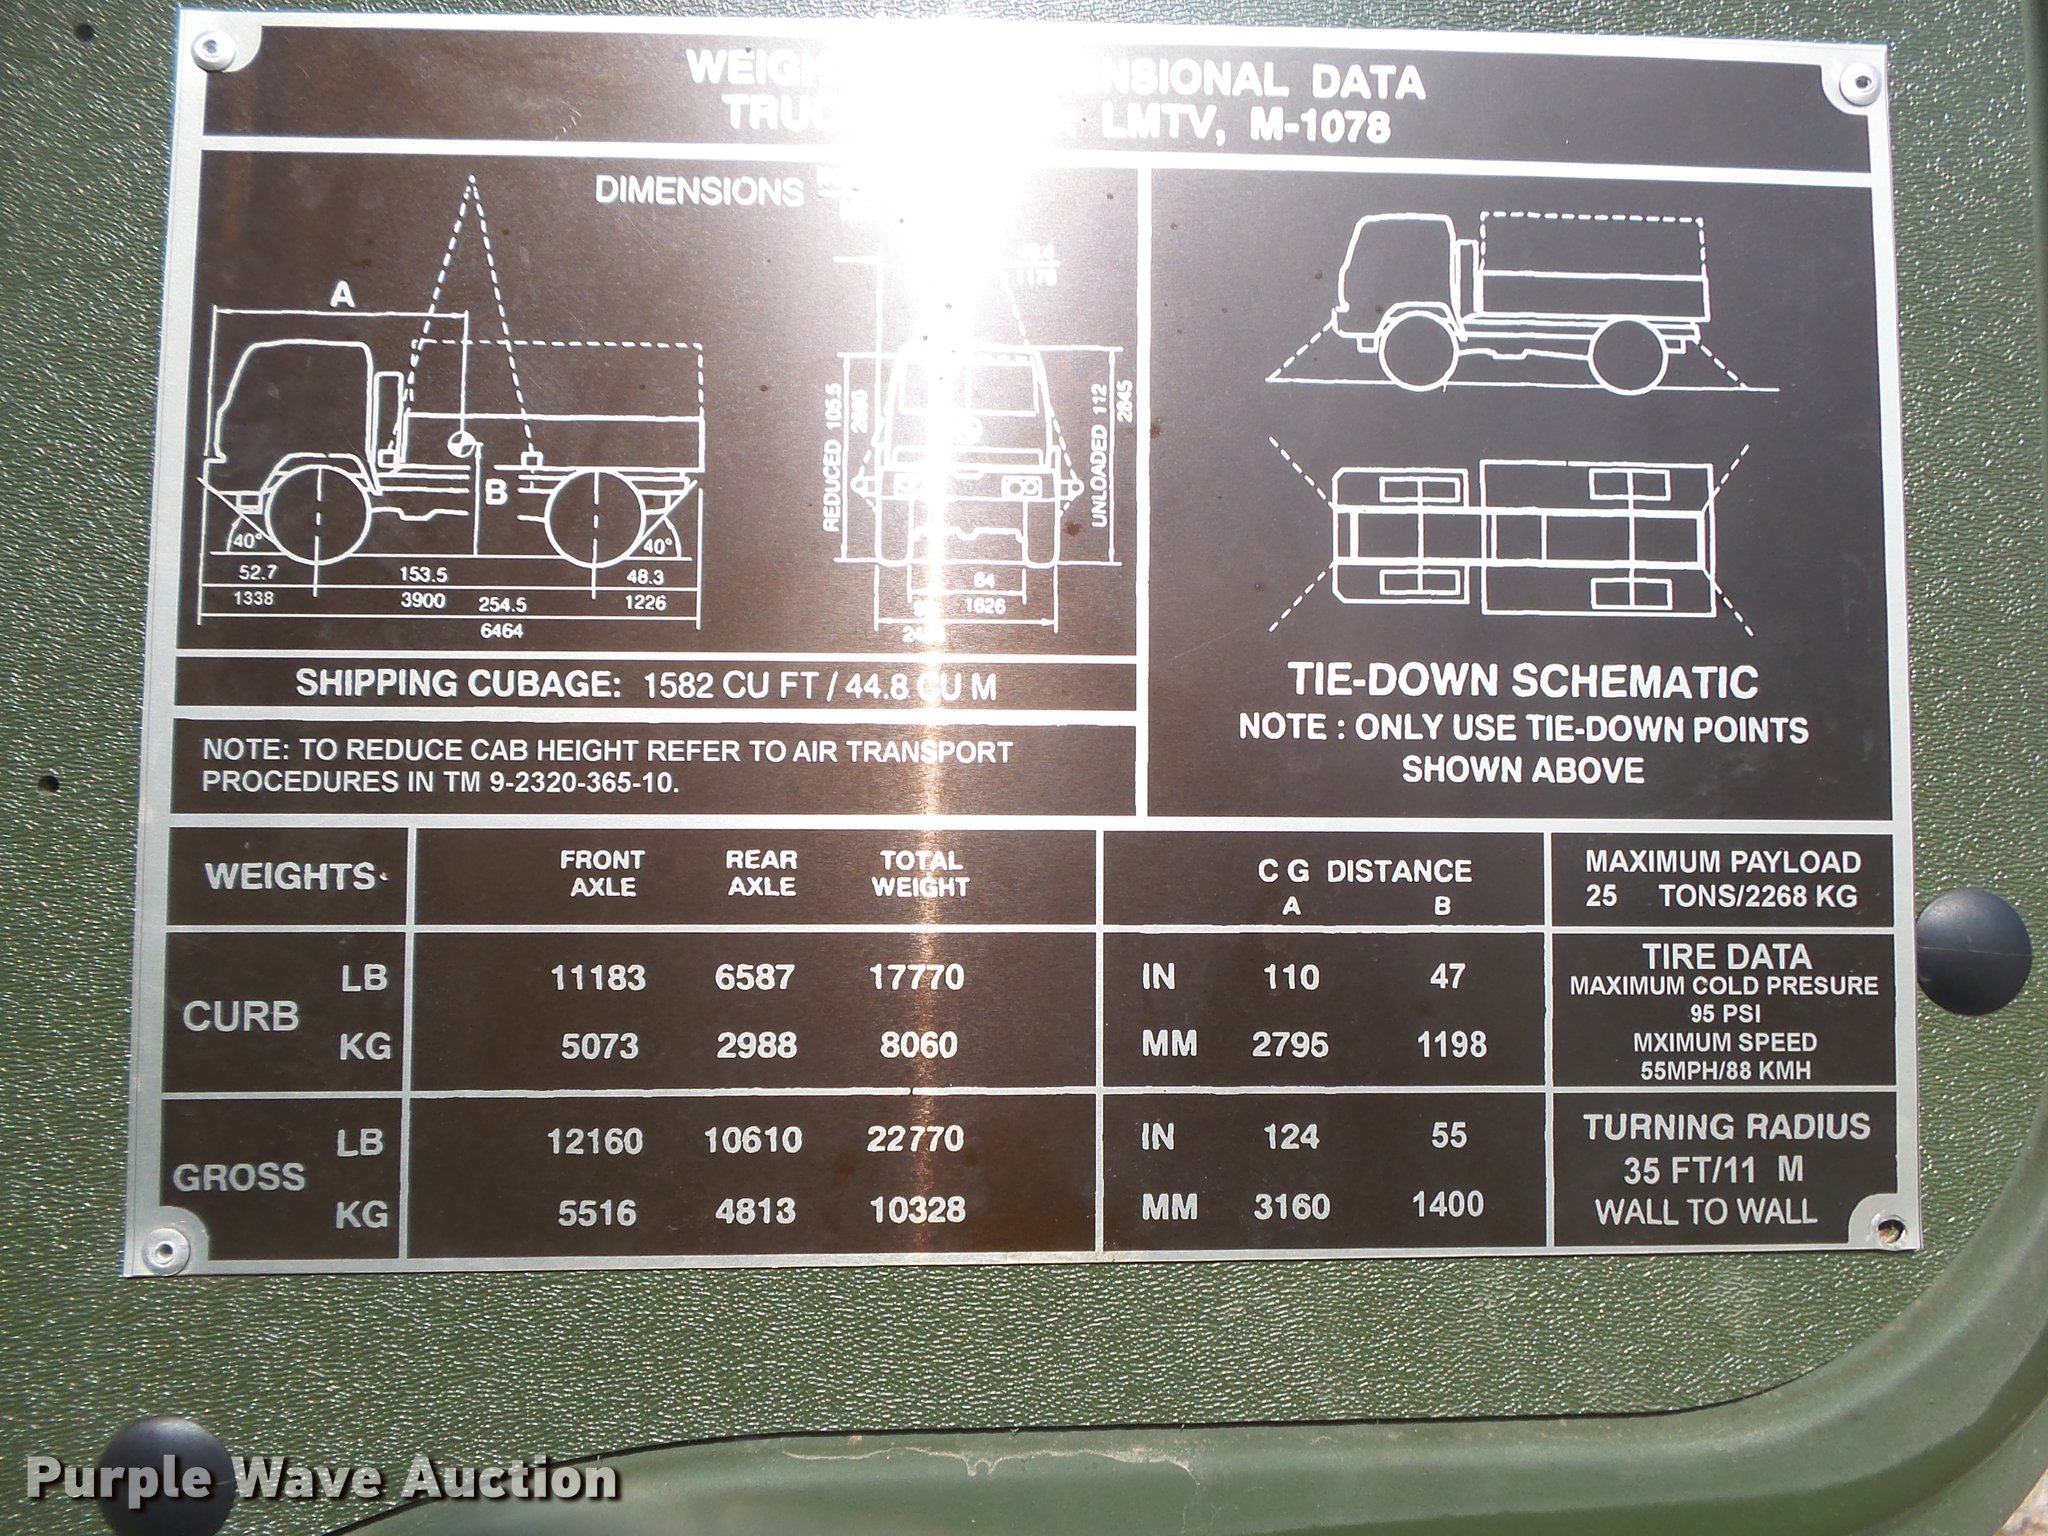 DIMENSIONAL DATA
LMTV, M-1078
DIMENSIONS
A
B
40°
40°
52.7
153.5
48.3
1338
3900
254.5
1226
6464
REDUCED 105.5
UNLOADED 112
2845
64
1626
SHIPPING CUBAGE: 1582 CU FT / 44.8 CU M
NOTE: TO REDUCE CAB HEIGHT REFER TO AIR TRANSPORT
PROCEDURES IN TM 9-2320-365-10.
TIE-DOWN SCHEMATIC
NOTE : ONLY USE TIE-DOWN POINTS
SHOWN ABOVE
WEIGHTS
FRONT REAR TOTAL
AXLE AXLE WEIGHT
CURB
LB 11183 6587 17770
KG 5073 2988 8060
GROSS
LB 12160 10610 22770
KG 5516 4813 10328
C G DISTANCE
A B
IN 110 47
MM 2795 1198
IN 124 55
MM 3160 1400
MAXIMUM PAYLOAD
25 TONS/2268 KG
TIRE DATA
MAXIMUM COLD PRESURE
95 PSI
MXIMUM SPEED
55MPH/88 KMH
TURNING RADIUS
35 FT/11 M
WALL TO WALL
Purple Wave Auction